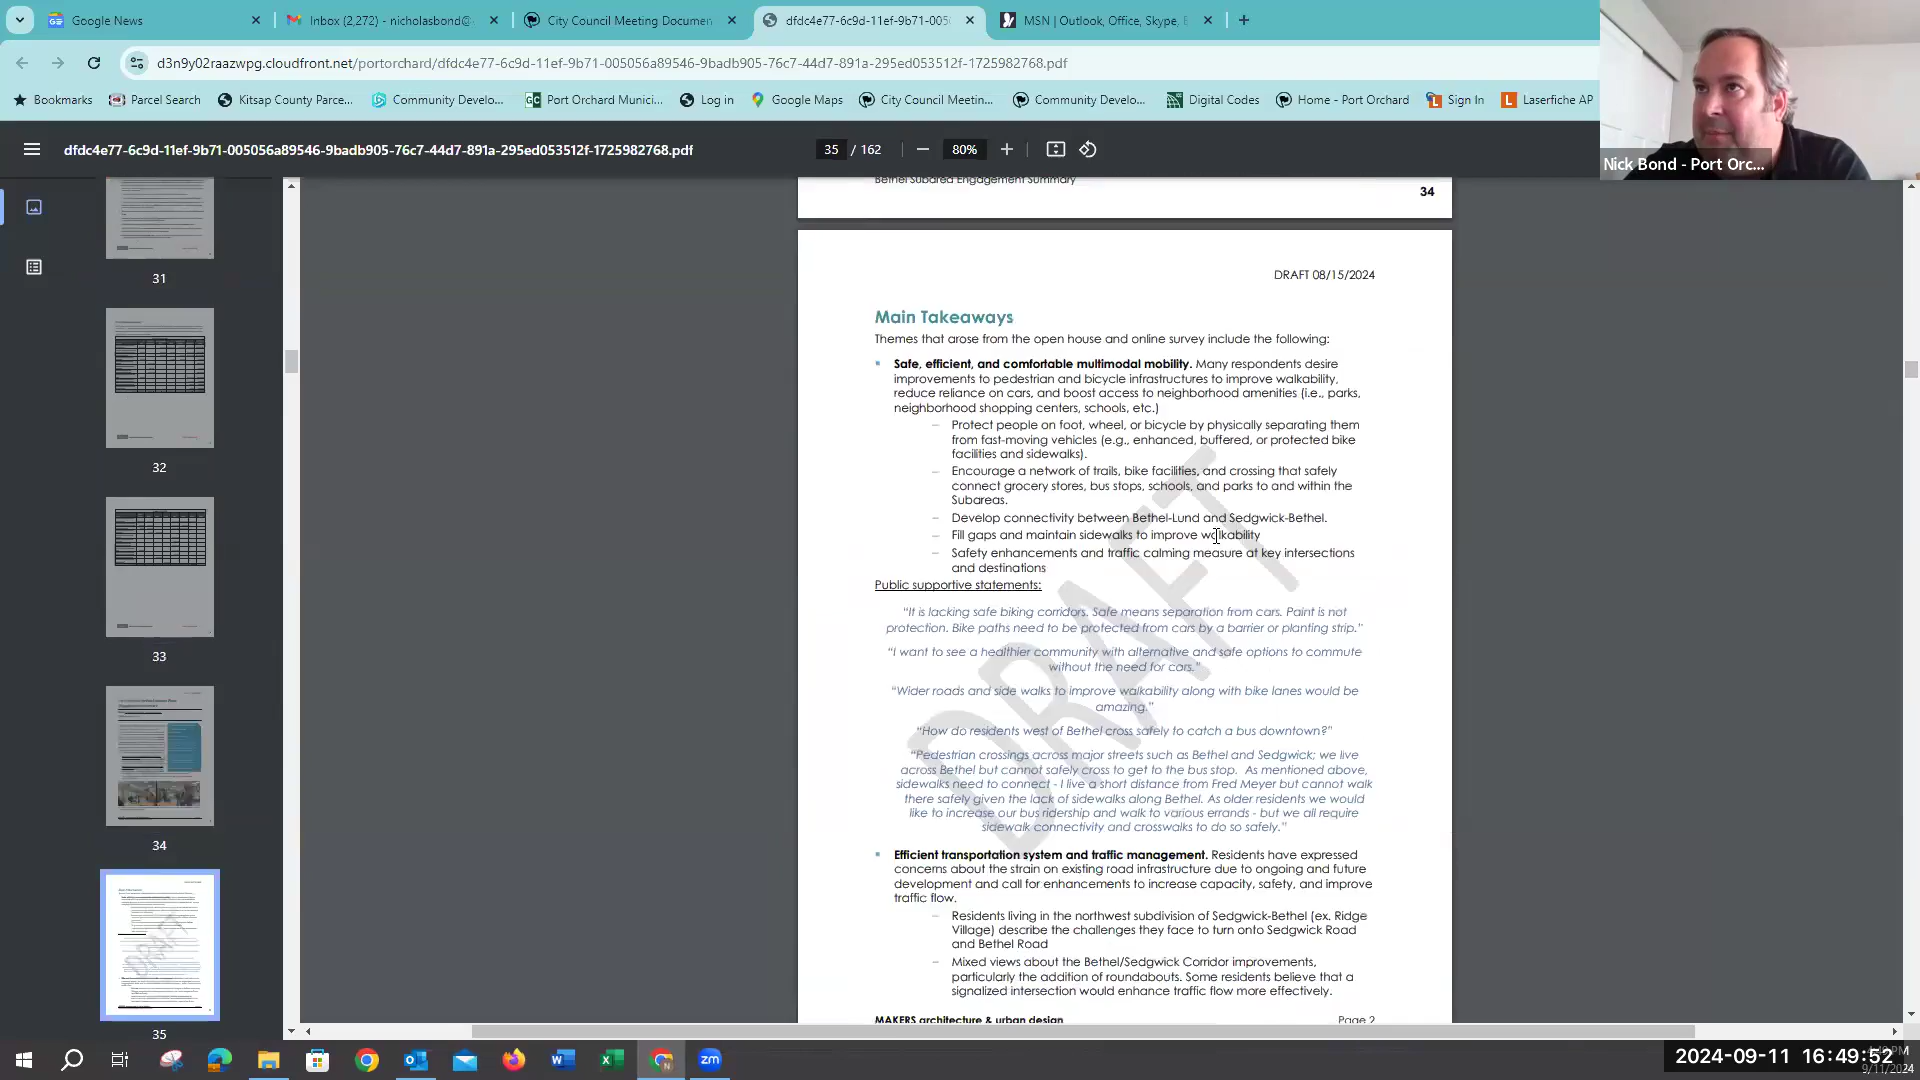 Google News
Inbox (2,272) - nicholasbond@
City Council Meeting Documen
dfdc4e77-6c9d-11ef-9b71-005
MSN | Outlook, Office, Skype,
d3n9y02raazwpg.cloudfront.net/portorchard/dfdc4e77-6c9d-11ef-9b71-005056a89546-9badb905-76c7-44d7-891a-295ed053512f-1725982768.pdf
Bookmarks
Parcel Search
Kitsap County Parce...
Community Develo...
Port Orchard Munici...
Log in
Google Maps
City Council Meetin...
Community Develo...
Digital Codes
Home - Port Orchard
Sign In
Laserfiche AP
Nick Bond - Port Orc...
dfdc4e77-6c9d-11ef-9b71-005056a89546-9badb905-76c7-44d7-891a-295ed053512f-1725982768.pdf
35 / 162
80%
31
32
33
34
35
Bethel Subarea Engagement Summary
34
DRAFT 08/15/2024
Main Takeaways
Themes that arose from the open house and online survey include the following:
Safe, efficient, and comfortable multimodal mobility. Many respondents desire
improvements to pedestrian and bicycle infrastructures to improve walkability,
reduce reliance on cars, and boost access to neighborhood amenities (i.e., parks,
neighborhood shopping centers, schools, etc.)
– Protect people on foot, wheel, or bicycle by physically separating them
from fast-moving vehicles (e.g., enhanced, buffered, or protected bike
facilities and sidewalks).
– Encourage a network of trails, bike facilities, and crossing that safely
connect grocery stores, bus stops, schools, and parks to and within the
Subareas.
– Develop connectivity between Bethel-Lund and Sedgwick-Bethel.
– Fill gaps and maintain sidewalks to improve walkability
– Safety enhancements and traffic calming measure at key intersections
and destinations
Public supportive statements:
“It is lacking safe biking corridors. Safe means separation from cars. Paint is not
protection. Bike paths need to be protected from cars by a barrier or planting strip.”
“I want to see a healthier community with alternative and safe options to commute
without the need for cars.”
“Wider roads and side walks to improve walkability along with bike lanes would be
amazing.”
“How do residents west of Bethel cross safely to catch a bus downtown?”
“Pedestrian crossings across major streets such as Bethel and Sedgwick; we live
across Bethel but cannot safely cross to get to the bus stop. As mentioned above,
sidewalks need to connect - I live a short distance from Fred Meyer but cannot walk
there safely given the lack of sidewalks along Bethel. As older residents we would
like to increase our bus ridership and walk to various errands - but we all require
sidewalk connectivity and crosswalks to do so safely.”
Efficient transportation system and traffic management. Residents have expressed
concerns about the strain on existing road infrastructure due to ongoing and future
development and call for enhancements to increase capacity, safety, and improve
traffic flow.
– Residents living in the northwest subdivision of Sedgwick-Bethel (ex. Ridge
Village) describe the challenges they face to turn onto Sedgwick Road
and Bethel Road
– Mixed views about the Bethel/Sedgwick Corridor improvements,
particularly the addition of roundabouts. Some residents believe that a
signalized intersection would enhance traffic flow more effectively.
MAKERS architecture & urban design
Page 2
DRAFT
2024-09-11 16:49:52
9/11/2024